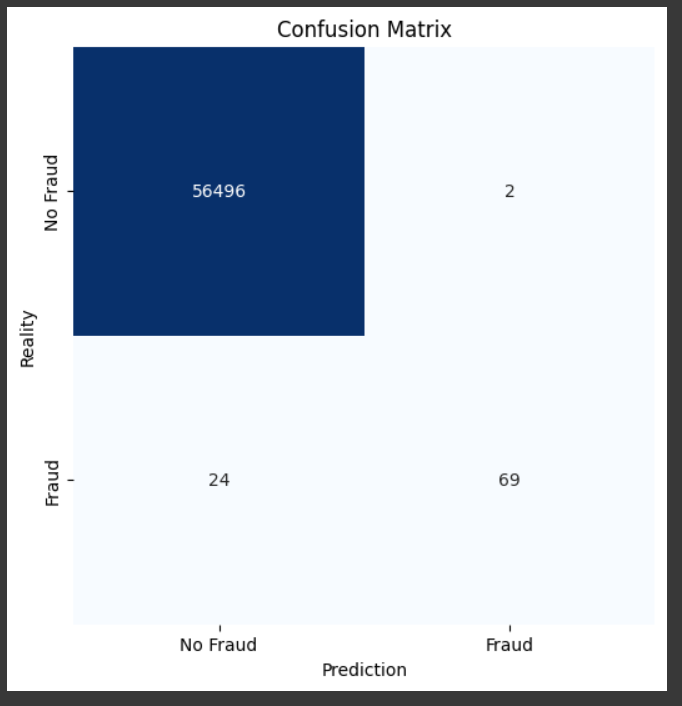 Confusion Matrix
No Fraud
56496
2
Reality
Fraud
24
69
No Fraud
Fraud
Prediction